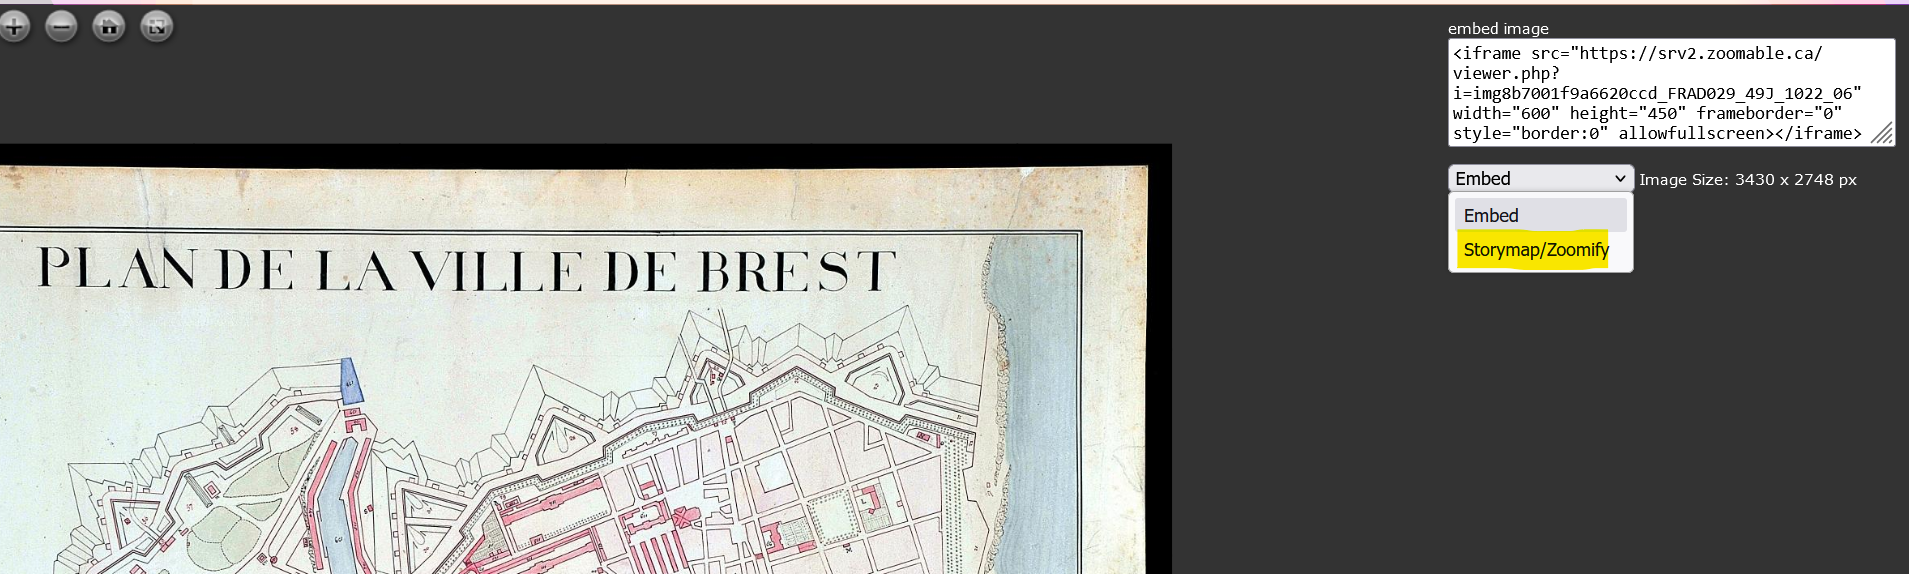 embed image
<iframe src="https://srv2.zoomable.ca/
viewer.php?
i=img8b7001f9a6620ccd_FRAD029_49J_1022_06"
width="600" height="450" frameborder="0"
style="border:0" allowfullscreen></iframe>
Embed
Image Size: 3430 x 2748 px
Embed
Storymap/Zoomify
PLAN DE LA VILLE DE BREST